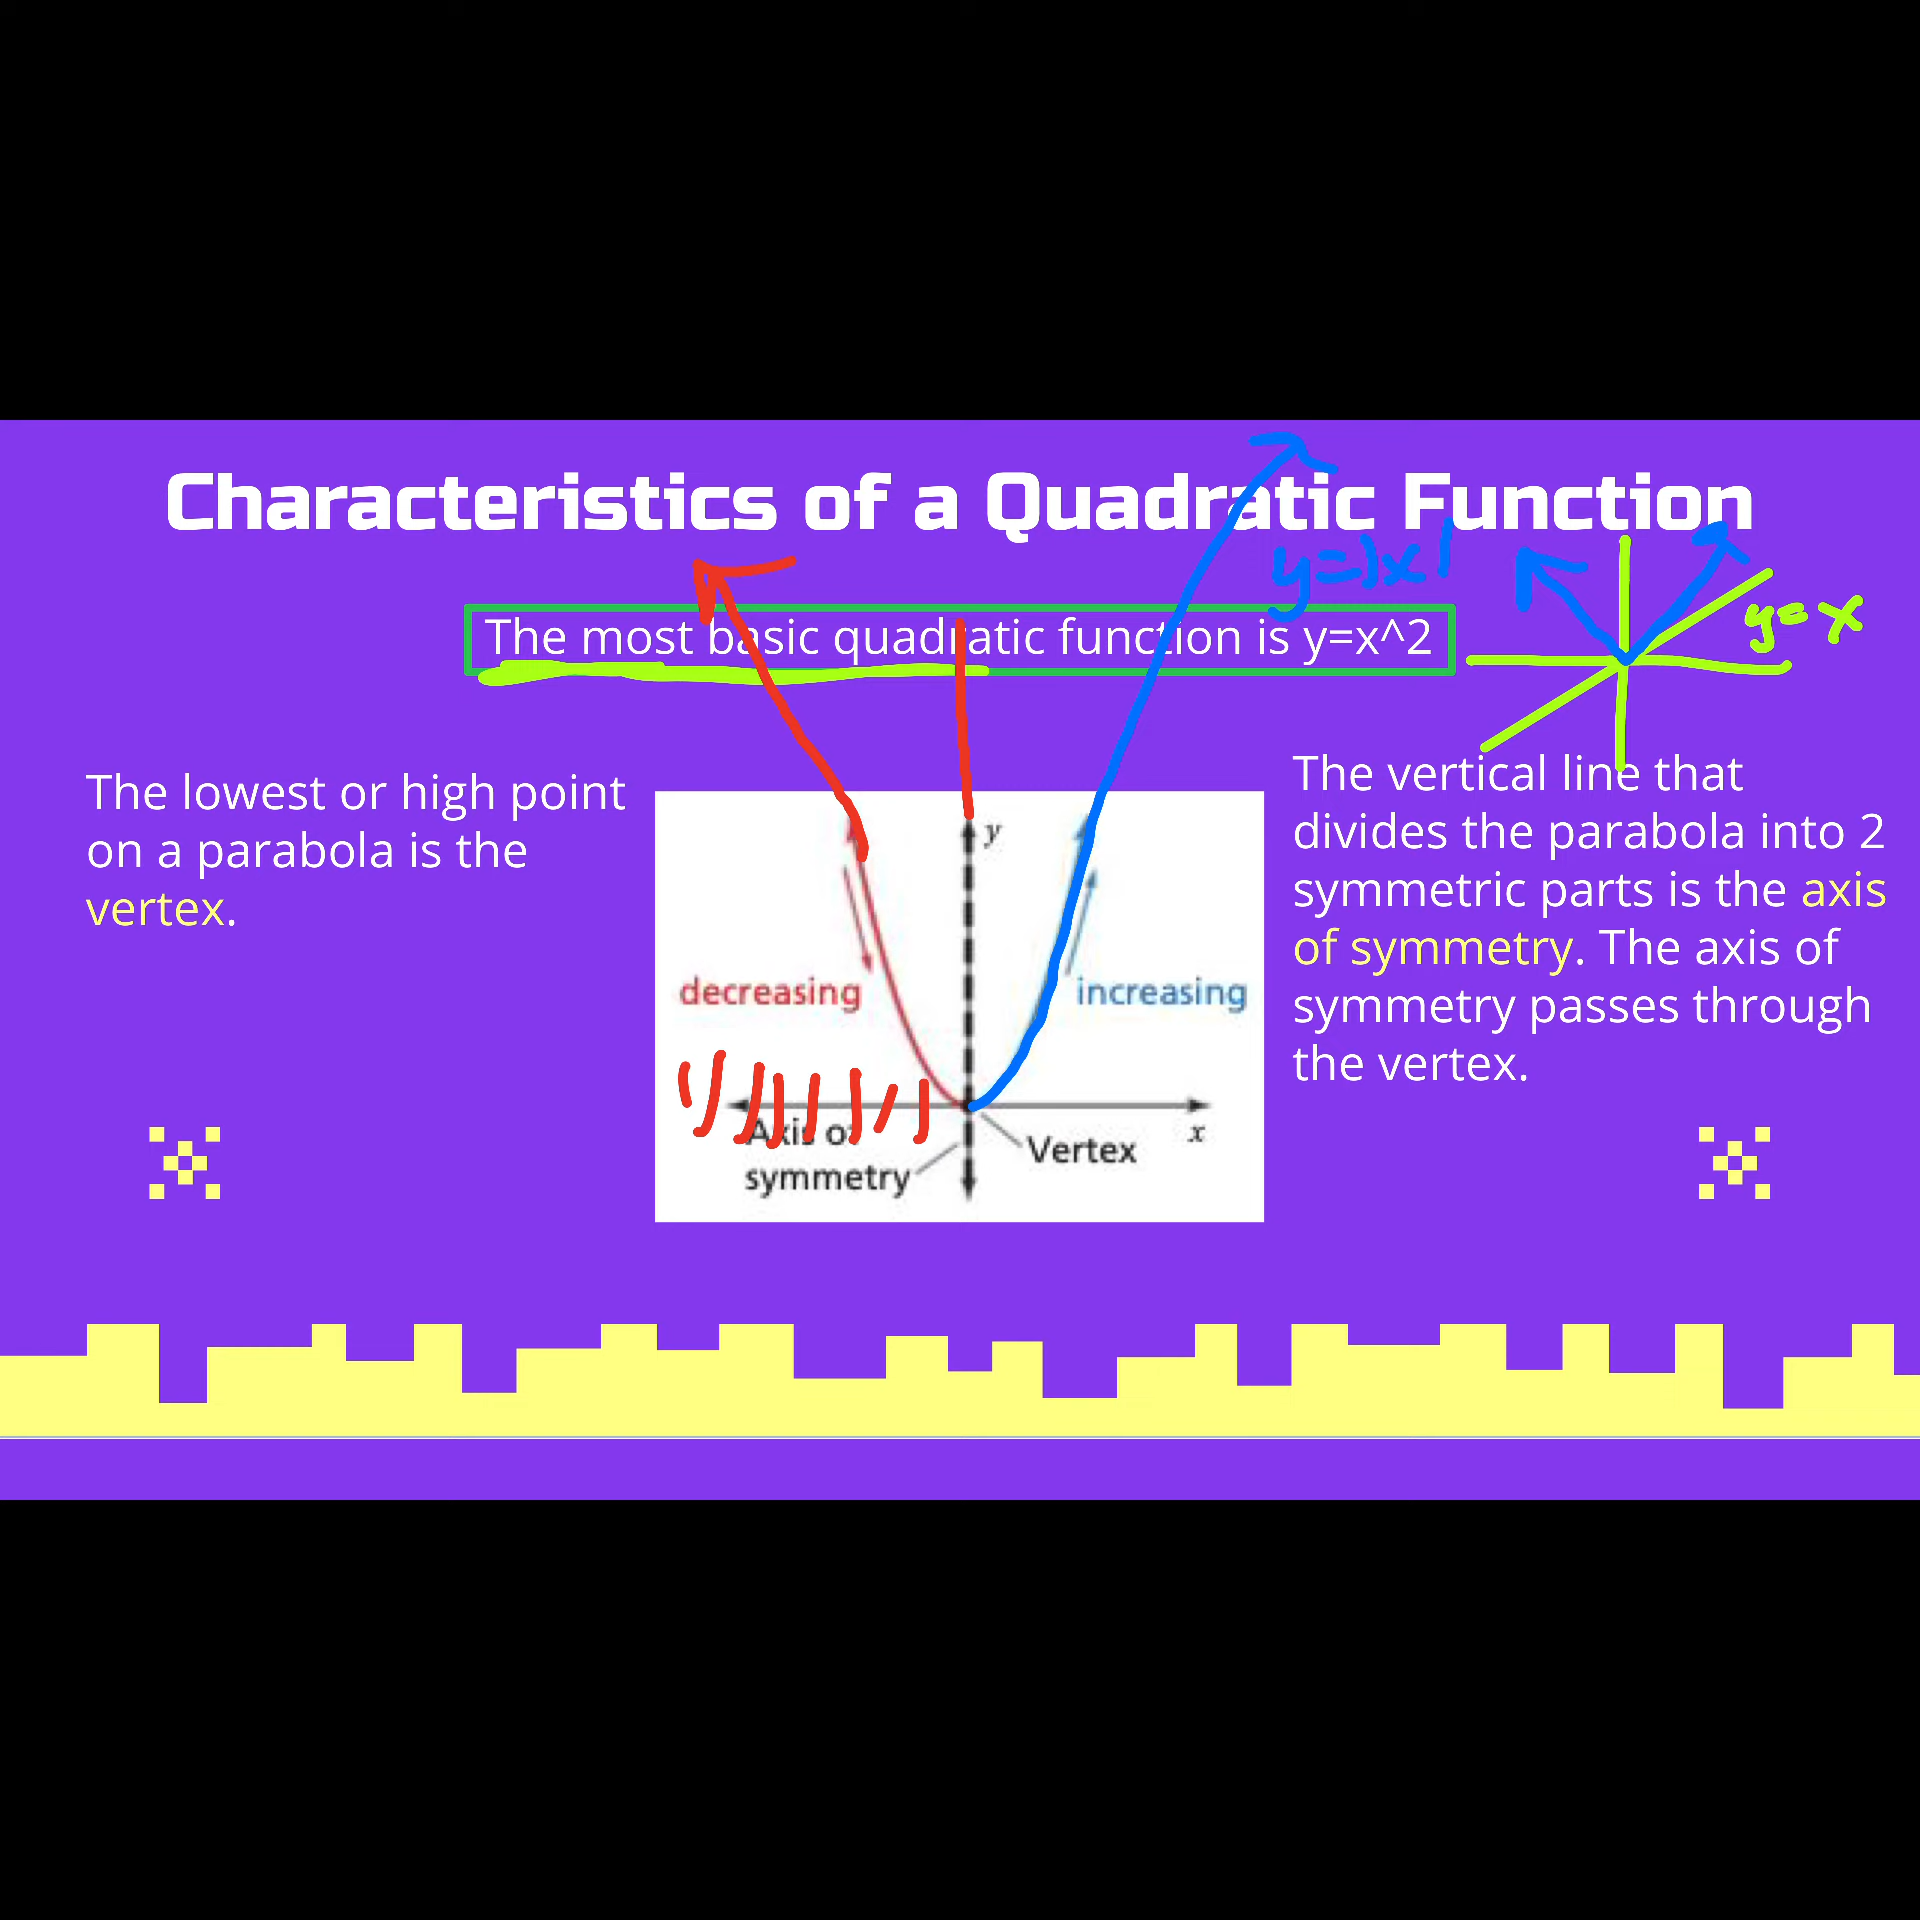 Characteristics of a Quadratic Function
y=|x|
The most basic quadratic function is y=x^2
y=x
The lowest or high point
on a parabola is the
vertex.
y
decreasing
increasing
Axis of
symmetry
Vertex
x
The vertical line that
divides the parabola into 2
symmetric parts is the axis
of symmetry. The axis of
symmetry passes through
the vertex.